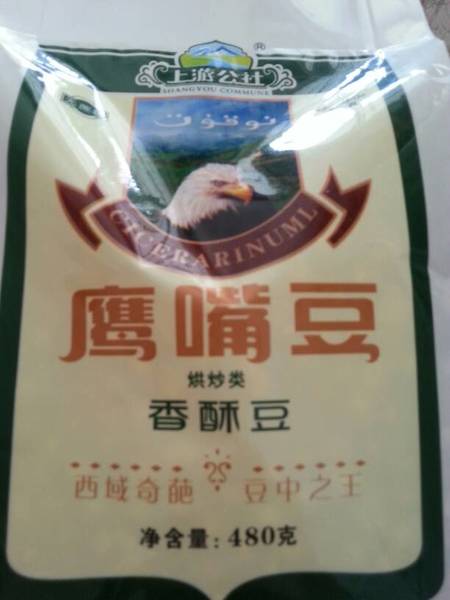 上游公社®
SHANGYOU COMMUNE
نوقۇت
CICERARINUML
鹰嘴豆
烘炒类
香酥豆
西域奇葩 豆中之王
净含量：480克